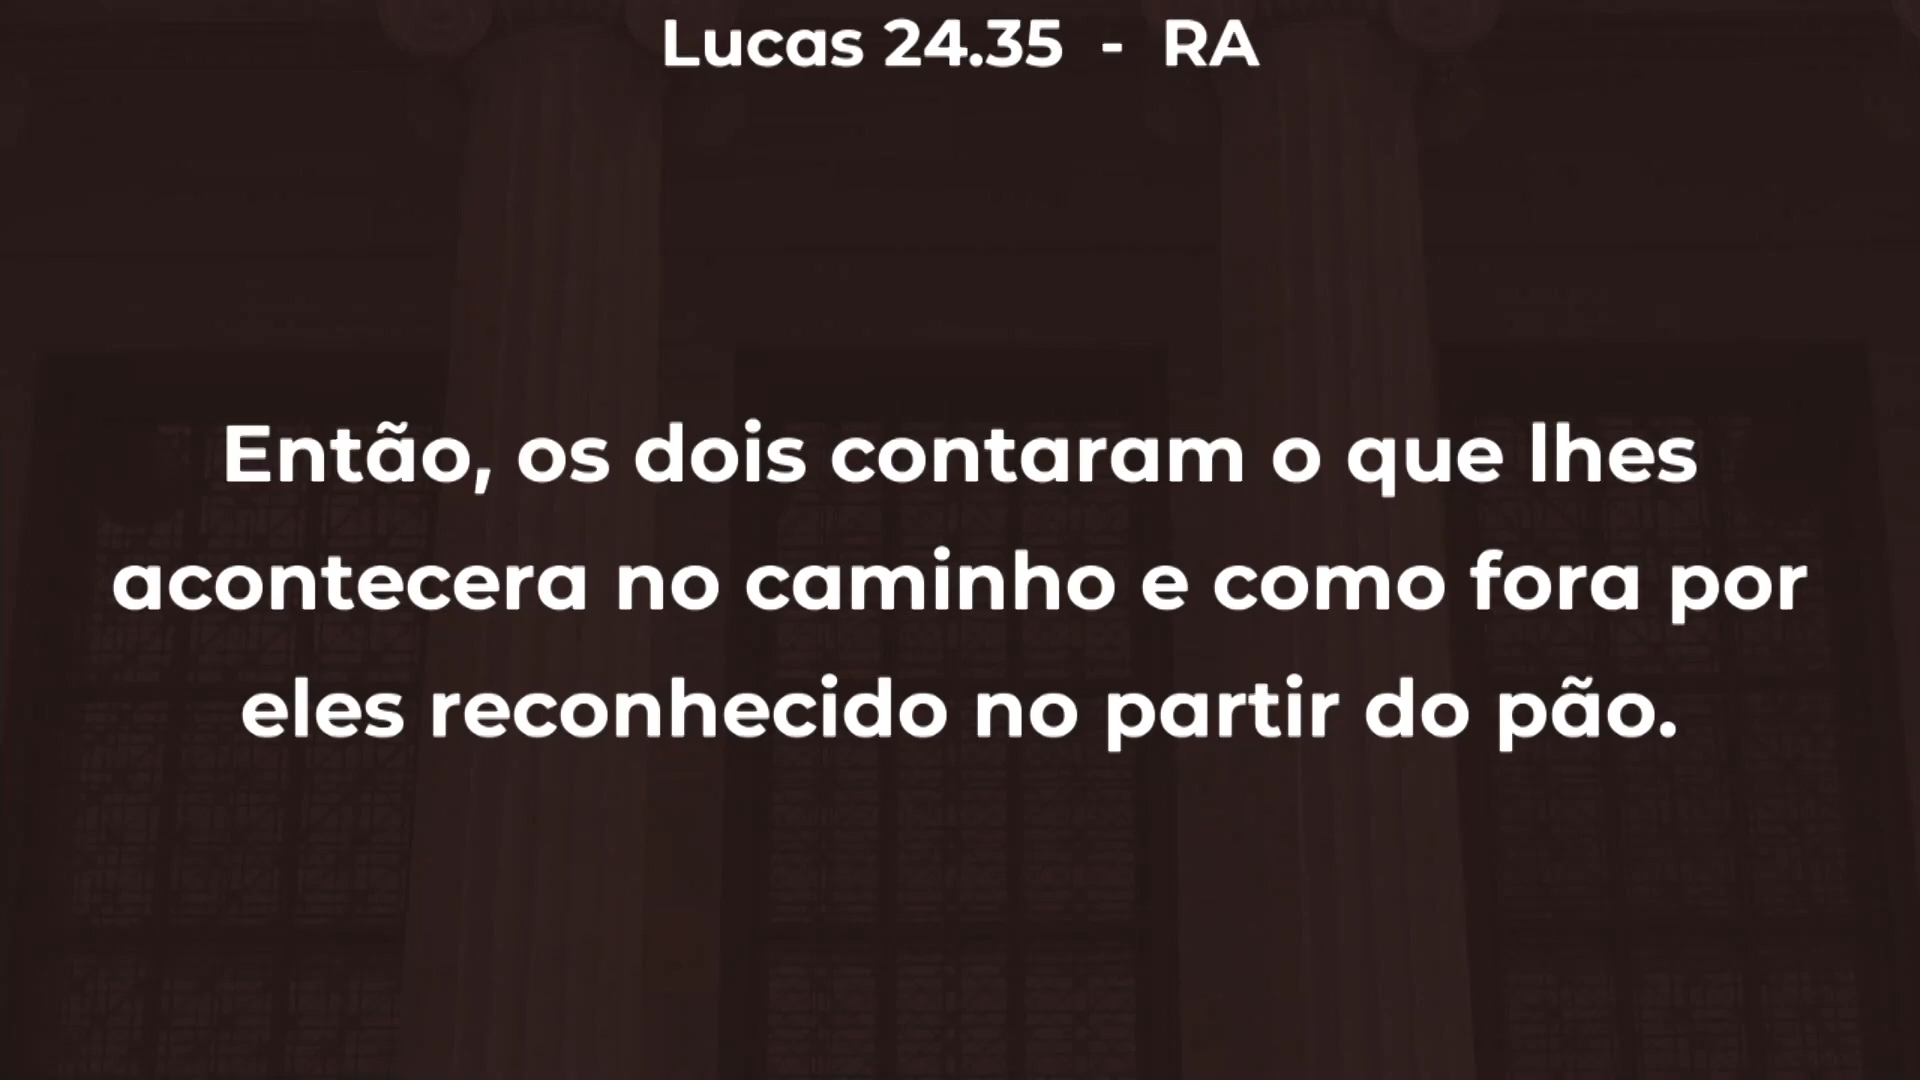 Lucas 24.35 - RA
Então, os dois contaram o que lhes
acontecera no caminho e como fora por
eles reconhecido no partir do pão.